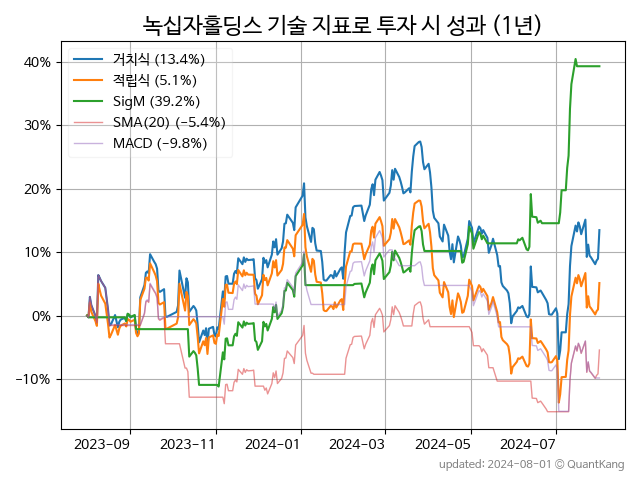 녹십자홀딩스 기술 지표로 투자 시 성과 (1년)
40%
30%
20%
10%
0%
−10%
거치식 (13.4%)
적립식 (5.1%)
SigM (39.2%)
SMA(20) (−5.4%)
MACD (−9.8%)
2023−09 2023−11 2024−01 2024−03 2024−05 2024−07
updated: 2024-08-01 © QuantKang